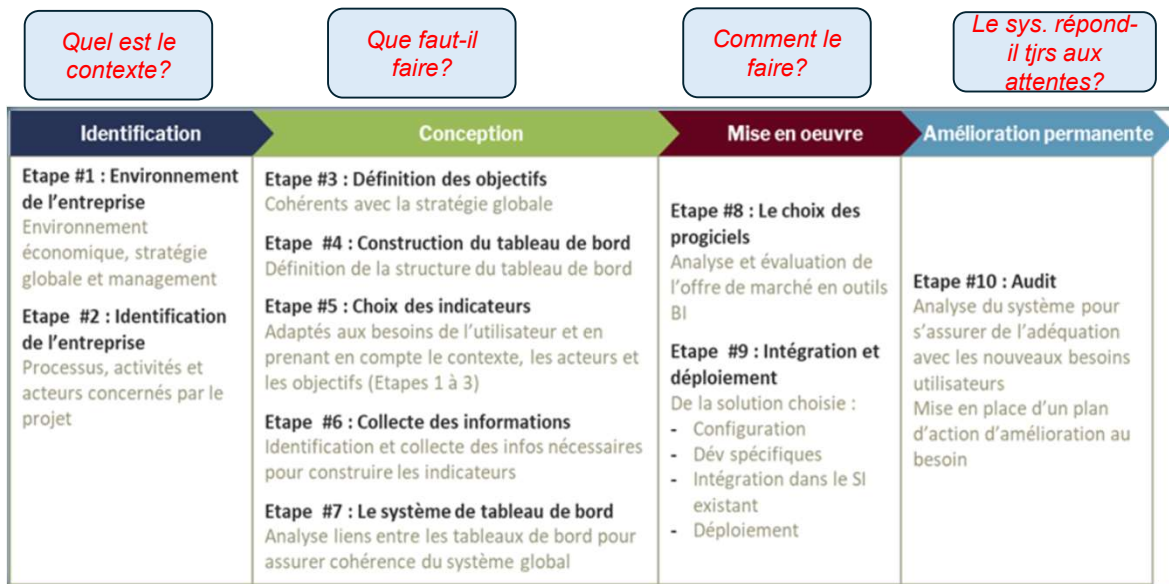 Quel est le
contexte?
Que faut-il
faire?
Comment le
faire?
Le sys. répond-
il tjrs aux
attentes?
Identification
Conception
Mise en oeuvre
Amélioration permanente
Etape #1 : Environnement
de l'entreprise
Environnement
économique, stratégie
globale et management
Etape #2 : Identification
de l'entreprise
Processus, activités et
acteurs concernés par le
projet
Etape #3 : Définition des objectifs
Cohérents avec la stratégie globale
Etape #4 : Construction du tableau de bord
Définition de la structure du tableau de bord
Etape #5 : Choix des indicateurs
Adaptés aux besoins de l'utilisateur et en
prenant en compte le contexte, les acteurs et
les objectifs (Etapes 1 à 3)
Etape #6 : Collecte des informations
Identification et collecte des infos nécessaires
pour construire les indicateurs
Etape #7 : Le système de tableau de bord
Analyse liens entre les tableaux de bord pour
assurer cohérence du système global
Etape #8 : Le choix des
progiciels
Analyse et évaluation de
l'offre de marché en outils
BI
Etape #9 : Intégration et
déploiement
De la solution choisie :
- Configuration
- Dév spécifiques
- Intégration dans le SI
existant
- Déploiement
Etape #10 : Audit
Analyse du système pour
s'assurer de l'adéquation
avec les nouveaux besoins
utilisateurs
Mise en place d'un plan
d'action d'amélioration au
besoin